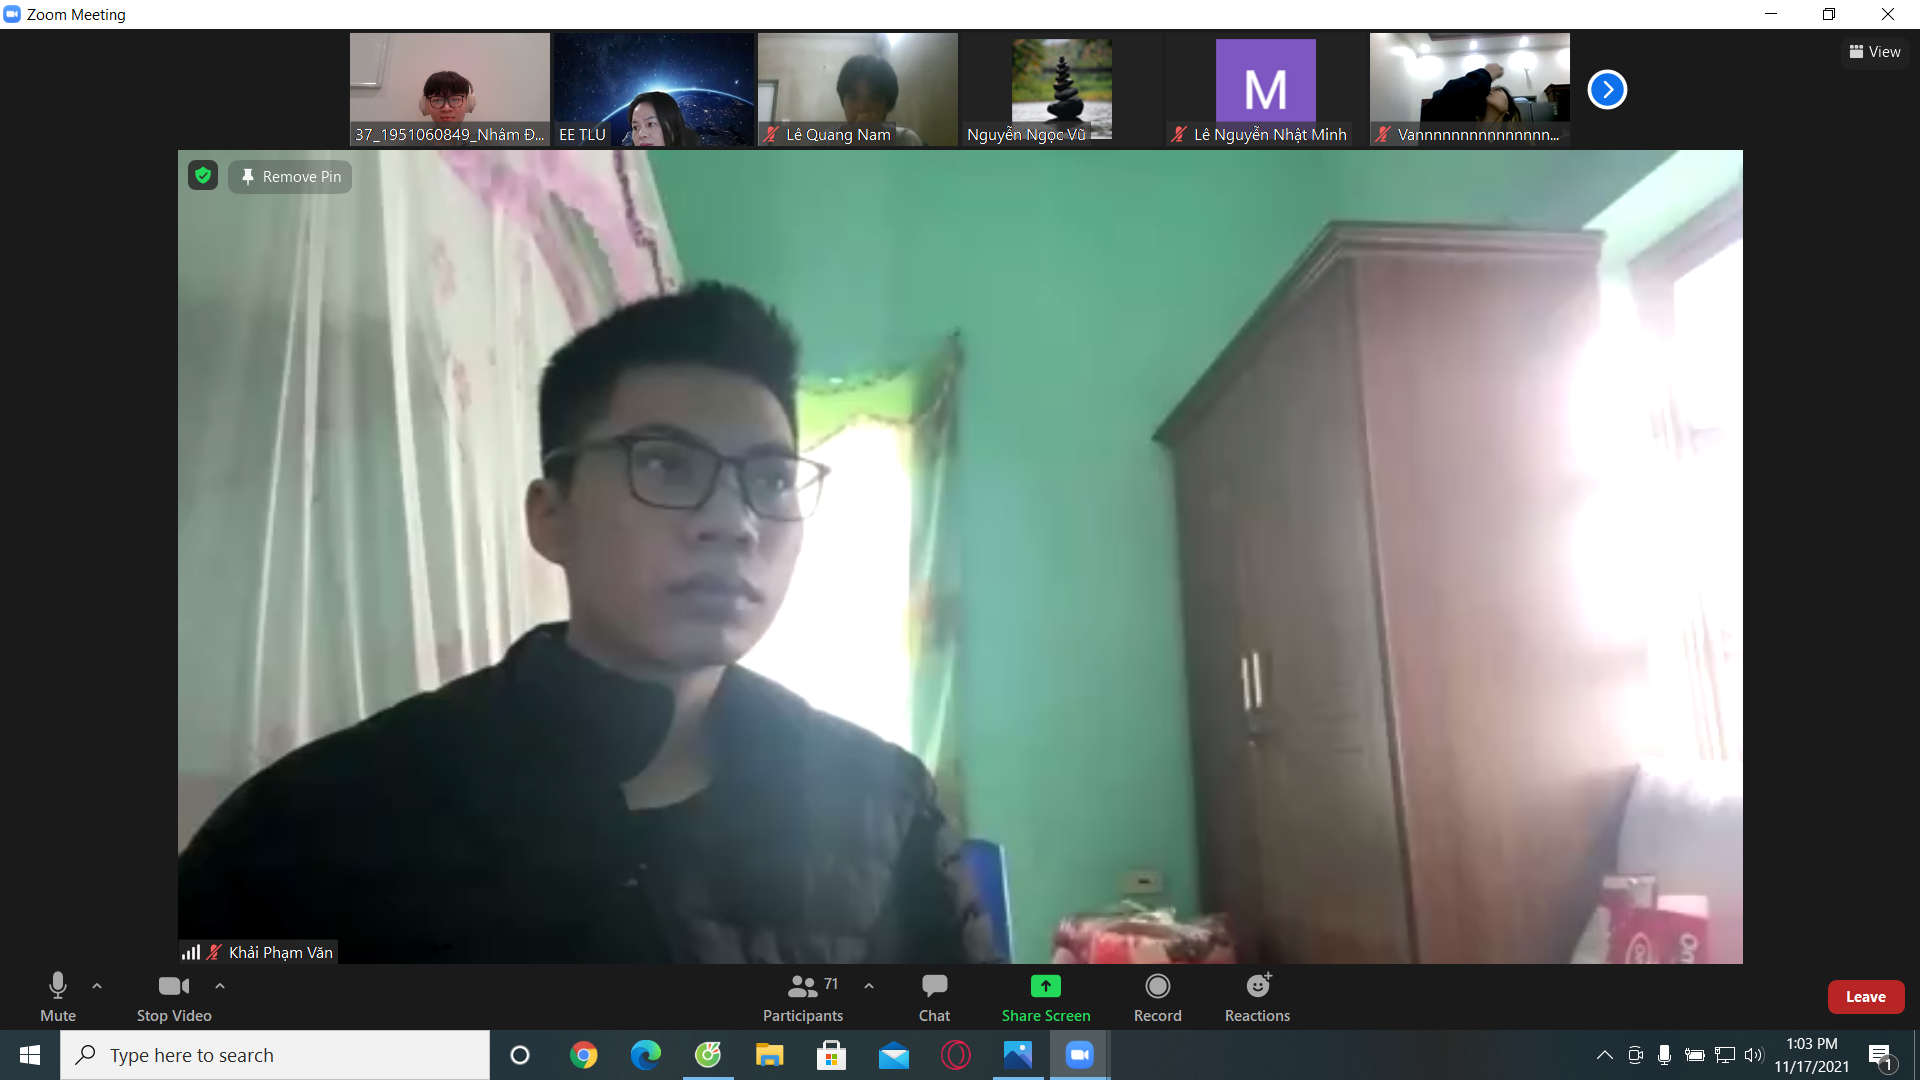 Zoom Meeting
View
37_1951060849_Nhâm Đ...
EE TLU
Lê Quang Nam
Nguyễn Ngọc Vũ
M
Lê Nguyễn Nhật Minh
Vannnnnnnnnnnnnnn...
Remove Pin
Khải Phạm Văn
Mute
Stop Video
71
Participants
Chat
Share Screen
Record
Reactions
Leave
Type here to search
1:03 PM
11/17/2021
1